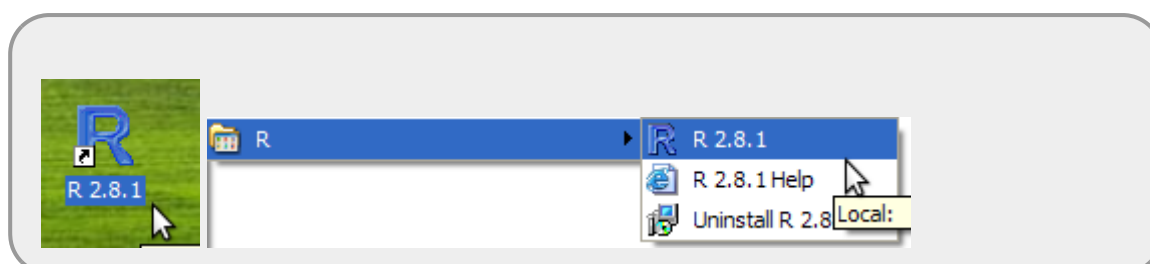 R 2.8.1
R
R 2.8.1
R 2.8.1 Help
Uninstall R 2.8
Local: